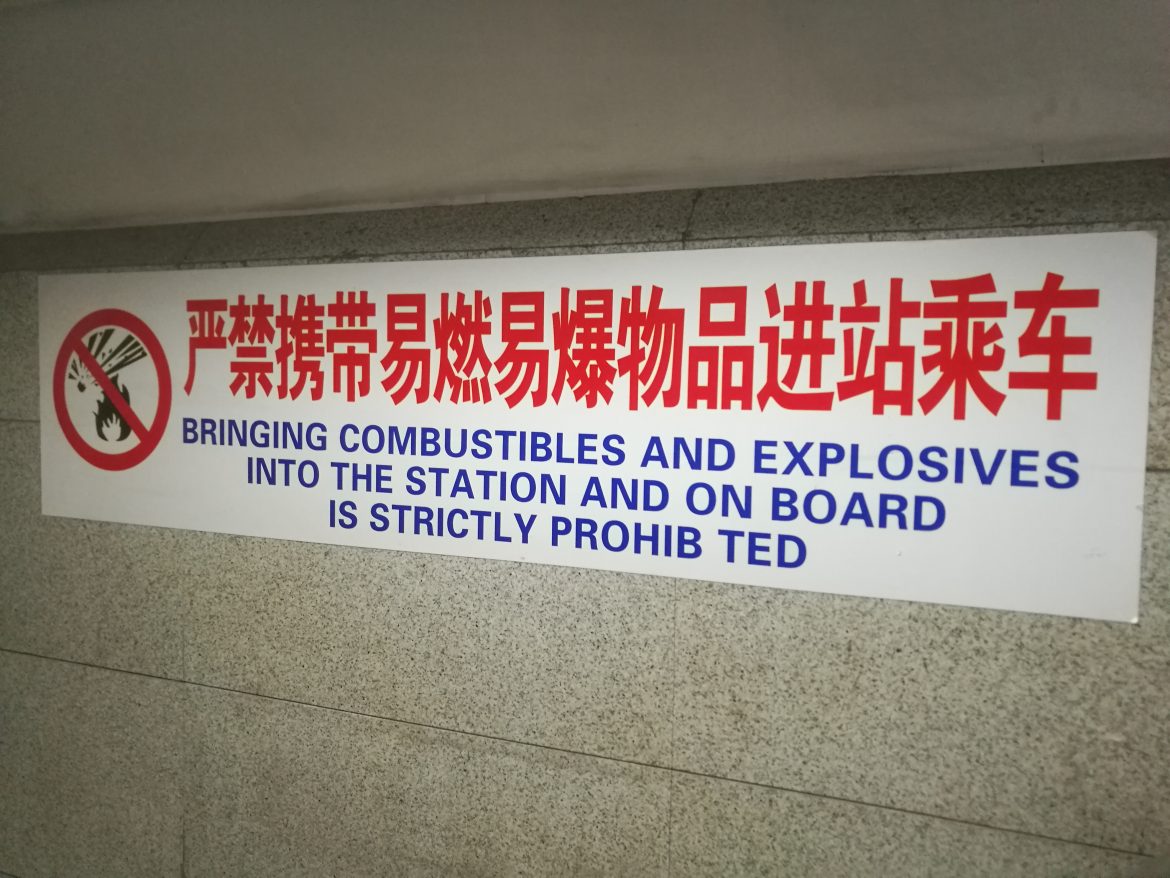 严禁携带易燃易爆物品进站乘车
BRINGING COMBUSTIBLES AND EXPLOSIVES
INTO THE STATION AND ON BOARD
IS STRICTLY PROHIB TED